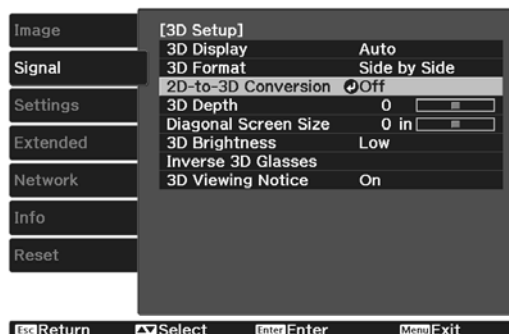 Image
Signal
Settings
Extended
Network
Info
Reset
[3D Setup]
3D Display Auto
3D Format Side by Side
2D-to-3D Conversion Off
3D Depth 0
Diagonal Screen Size 0 in
3D Brightness Low
Inverse 3D Glasses
3D Viewing Notice On
Esc Return Select Enter Enter Menu Exit